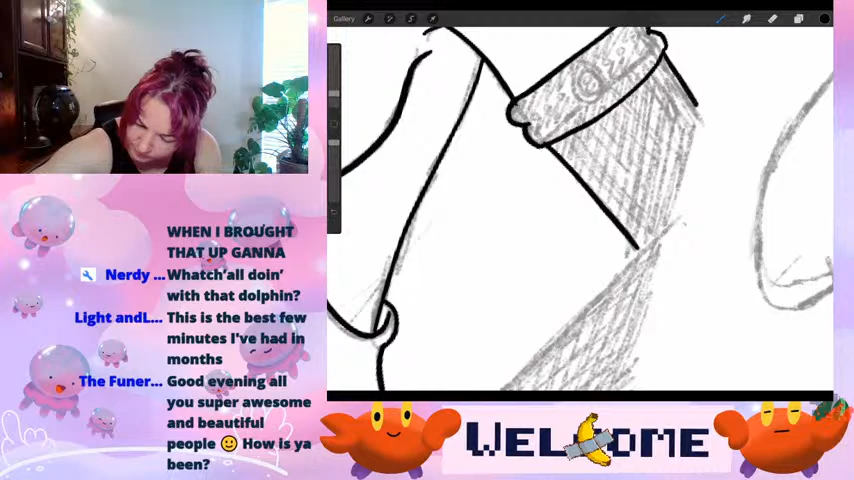 Gallery
WHEN I BROUGHT
THAT UP GANNA
Nerdy ... Whatch'all doin'
with that dolphin?
Light andL... This is the best few
minutes I've had in
months
The Funer... Good evening all
you super awesome
and beautiful
people 🙂 How is ya
been?
WELCOME